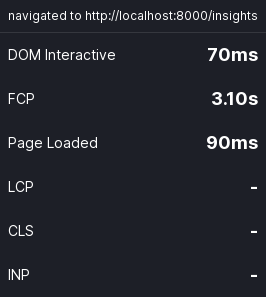 navigated to http://localhost:8000/insights
DOM Interactive 70ms
FCP 3.10s
Page Loaded 90ms
LCP -
CLS -
INP -